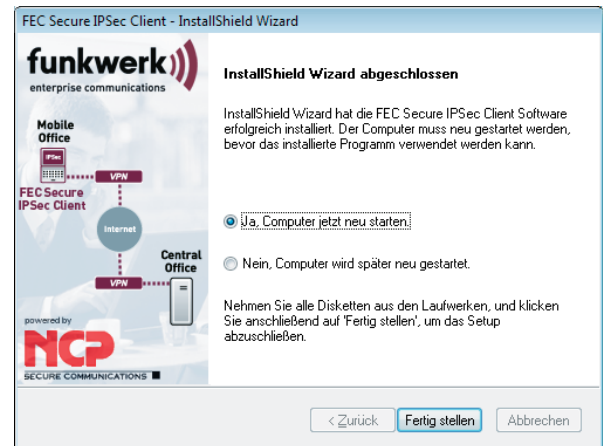 FEC Secure IPSec Client - InstallShield Wizard
funkwerk
enterprise communications
Mobile
Office
IPSec
VPN
FEC Secure
IPSec Client
Internet
Central
Office
VPN
powered by
NCP
SECURE COMMUNICATIONS
InstallShield Wizard abgeschlossen
InstallShield Wizard hat die FEC Secure IPSec Client Software
erfolgreich installiert. Der Computer muss neu gestartet werden,
bevor das installierte Programm verwendet werden kann.
Ja, Computer jetzt neu starten.
Nein, Computer wird später neu gestartet.
Nehmen Sie alle Disketten aus den Laufwerken, und klicken
Sie anschließend auf 'Fertig stellen', um das Setup
abzuschließen.
< Zurück
Fertig stellen
Abbrechen